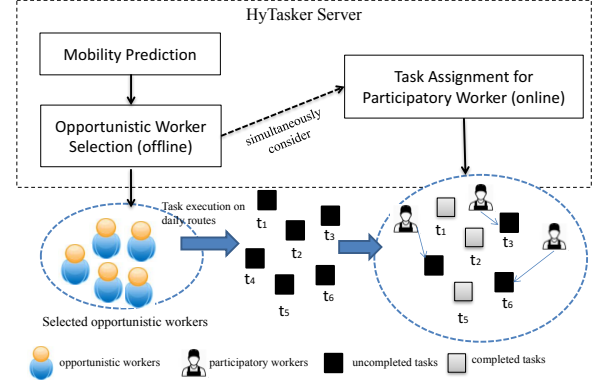 HyTasker Server
Mobility Prediction
Opportunistic Worker
Selection (offline)
simultaneously
consider
Task Assignment for
Participatory Worker (online)
Task execution on
daily routes
t1
t2
t3
t4
t5
t6
t1
t2
t3
t5
t6
Selected opportunistic workers
opportunistic workers
participatory workers
uncompleted tasks
completed tasks